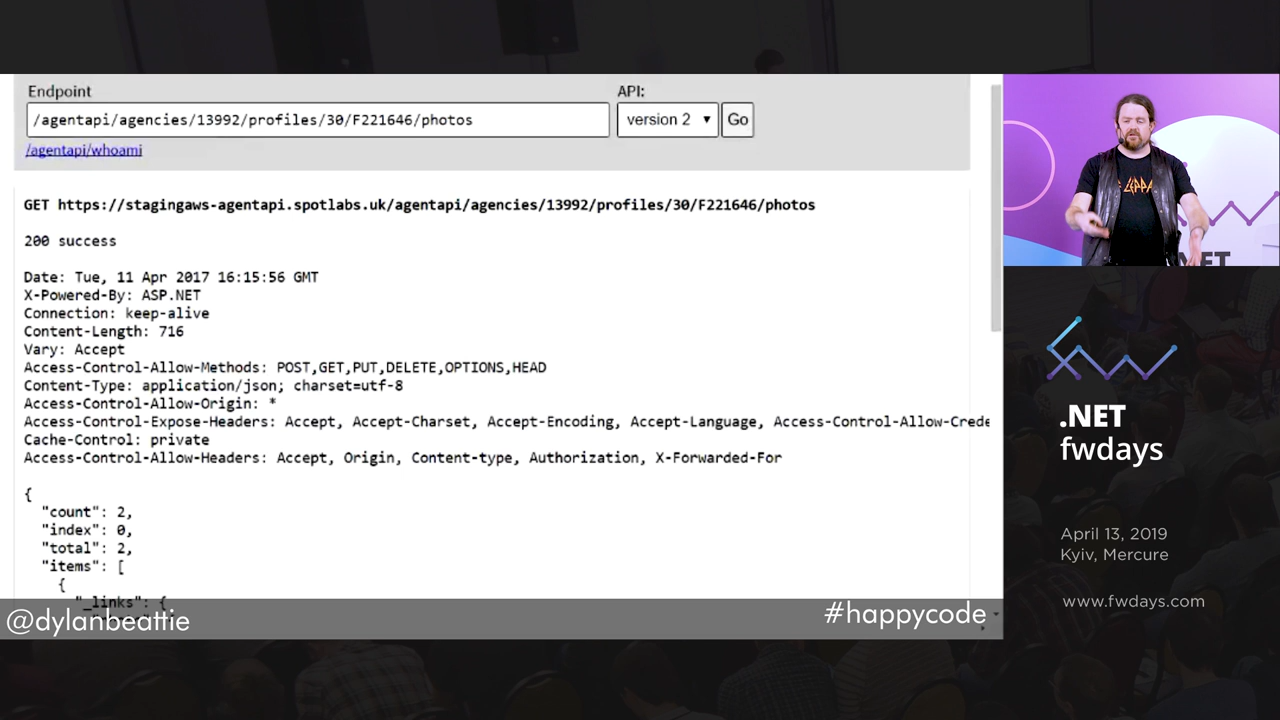 Endpoint
API:
/agentapi/agencies/13992/profiles/30/F221646/photos
version 2
Go
/agentapi/whoami
GET https://stagingaws-agentapi.spotlabs.uk/agentapi/agencies/13992/profiles/30/F221646/photos
200 success
Date: Tue, 11 Apr 2017 16:15:56 GMT
X-Powered-By: ASP.NET
Connection: keep-alive
Content-Length: 716
Vary: Accept
Access-Control-Allow-Methods: POST,GET,PUT,DELETE,OPTIONS,HEAD
Content-Type: application/json; charset=utf-8
Access-Control-Allow-Origin: *
Access-Control-Expose-Headers: Accept, Accept-Charset, Accept-Encoding, Accept-Language, Access-Control-Allow-Crede
Cache-Control: private
Access-Control-Allow-Headers: Accept, Origin, Content-type, Authorization, X-Forwarded-For
{
"count": 2,
"index": 0,
"total": 2,
"items": [
{
"_links": {
@dylanbeattie
#happycode
.NET
fwdays
April 13, 2019
Kyiv, Mercure
www.fwdays.com